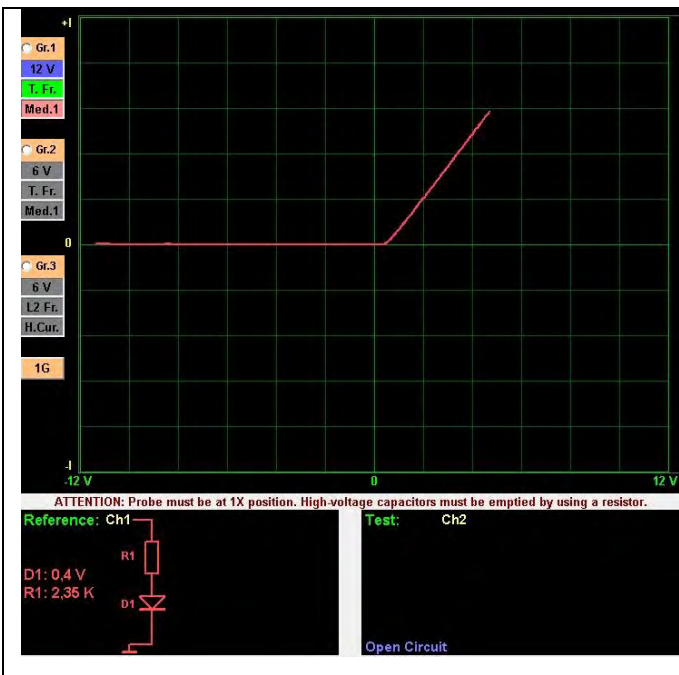 +I
Gr.1
12 V
T. Fr.
Med.1
Gr.2
6 V
T. Fr.
Med.1
0
Gr.3
6 V
L2 Fr.
H.Cur.
1G
-I
-12 V 0 12 V
ATTENTION: Probe must be at 1X position. High-voltage capacitors must be emptied by using a resistor.
Reference: Ch1
R1
D1: 0,4 V
R1: 2,35 K
D1
Test: Ch2
Open Circuit